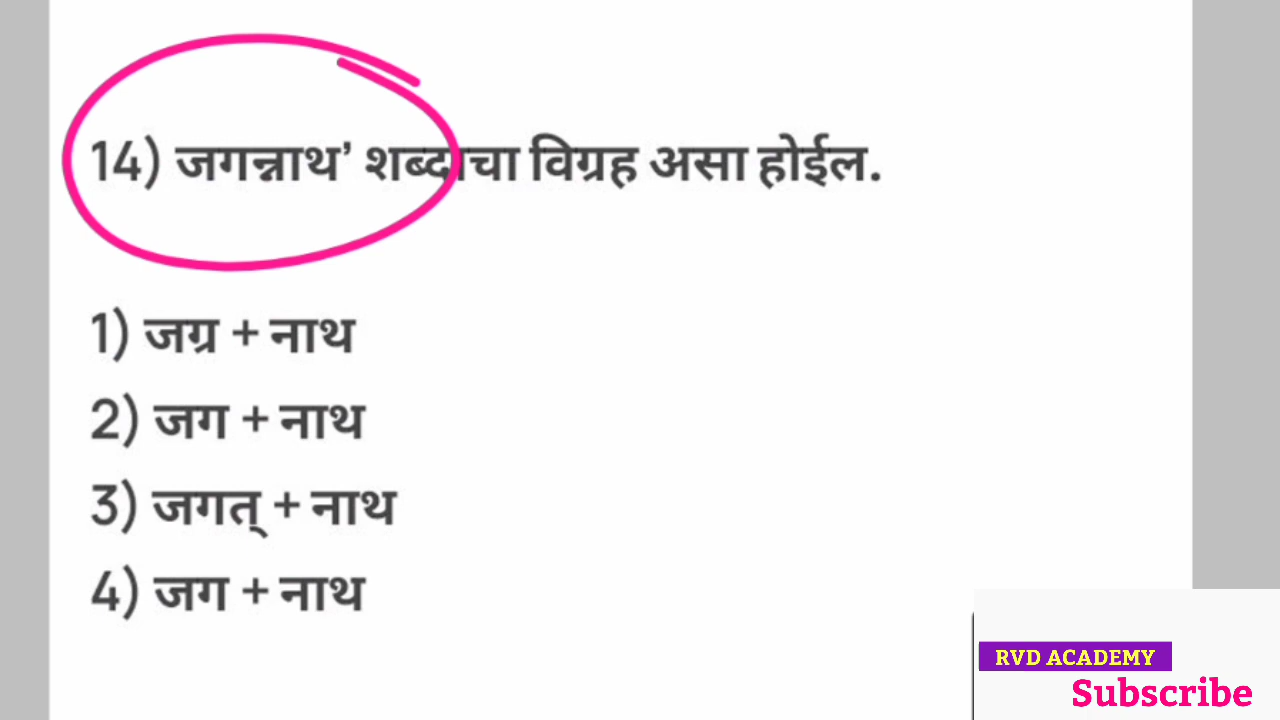 14) जगन्नाथ’ शब्दाचा विग्रह असा होईल.
1) जग्र + नाथ
2) जग + नाथ
3) जगत् + नाथ
4) जग + नाथ
RVD ACADEMY
Subscribe